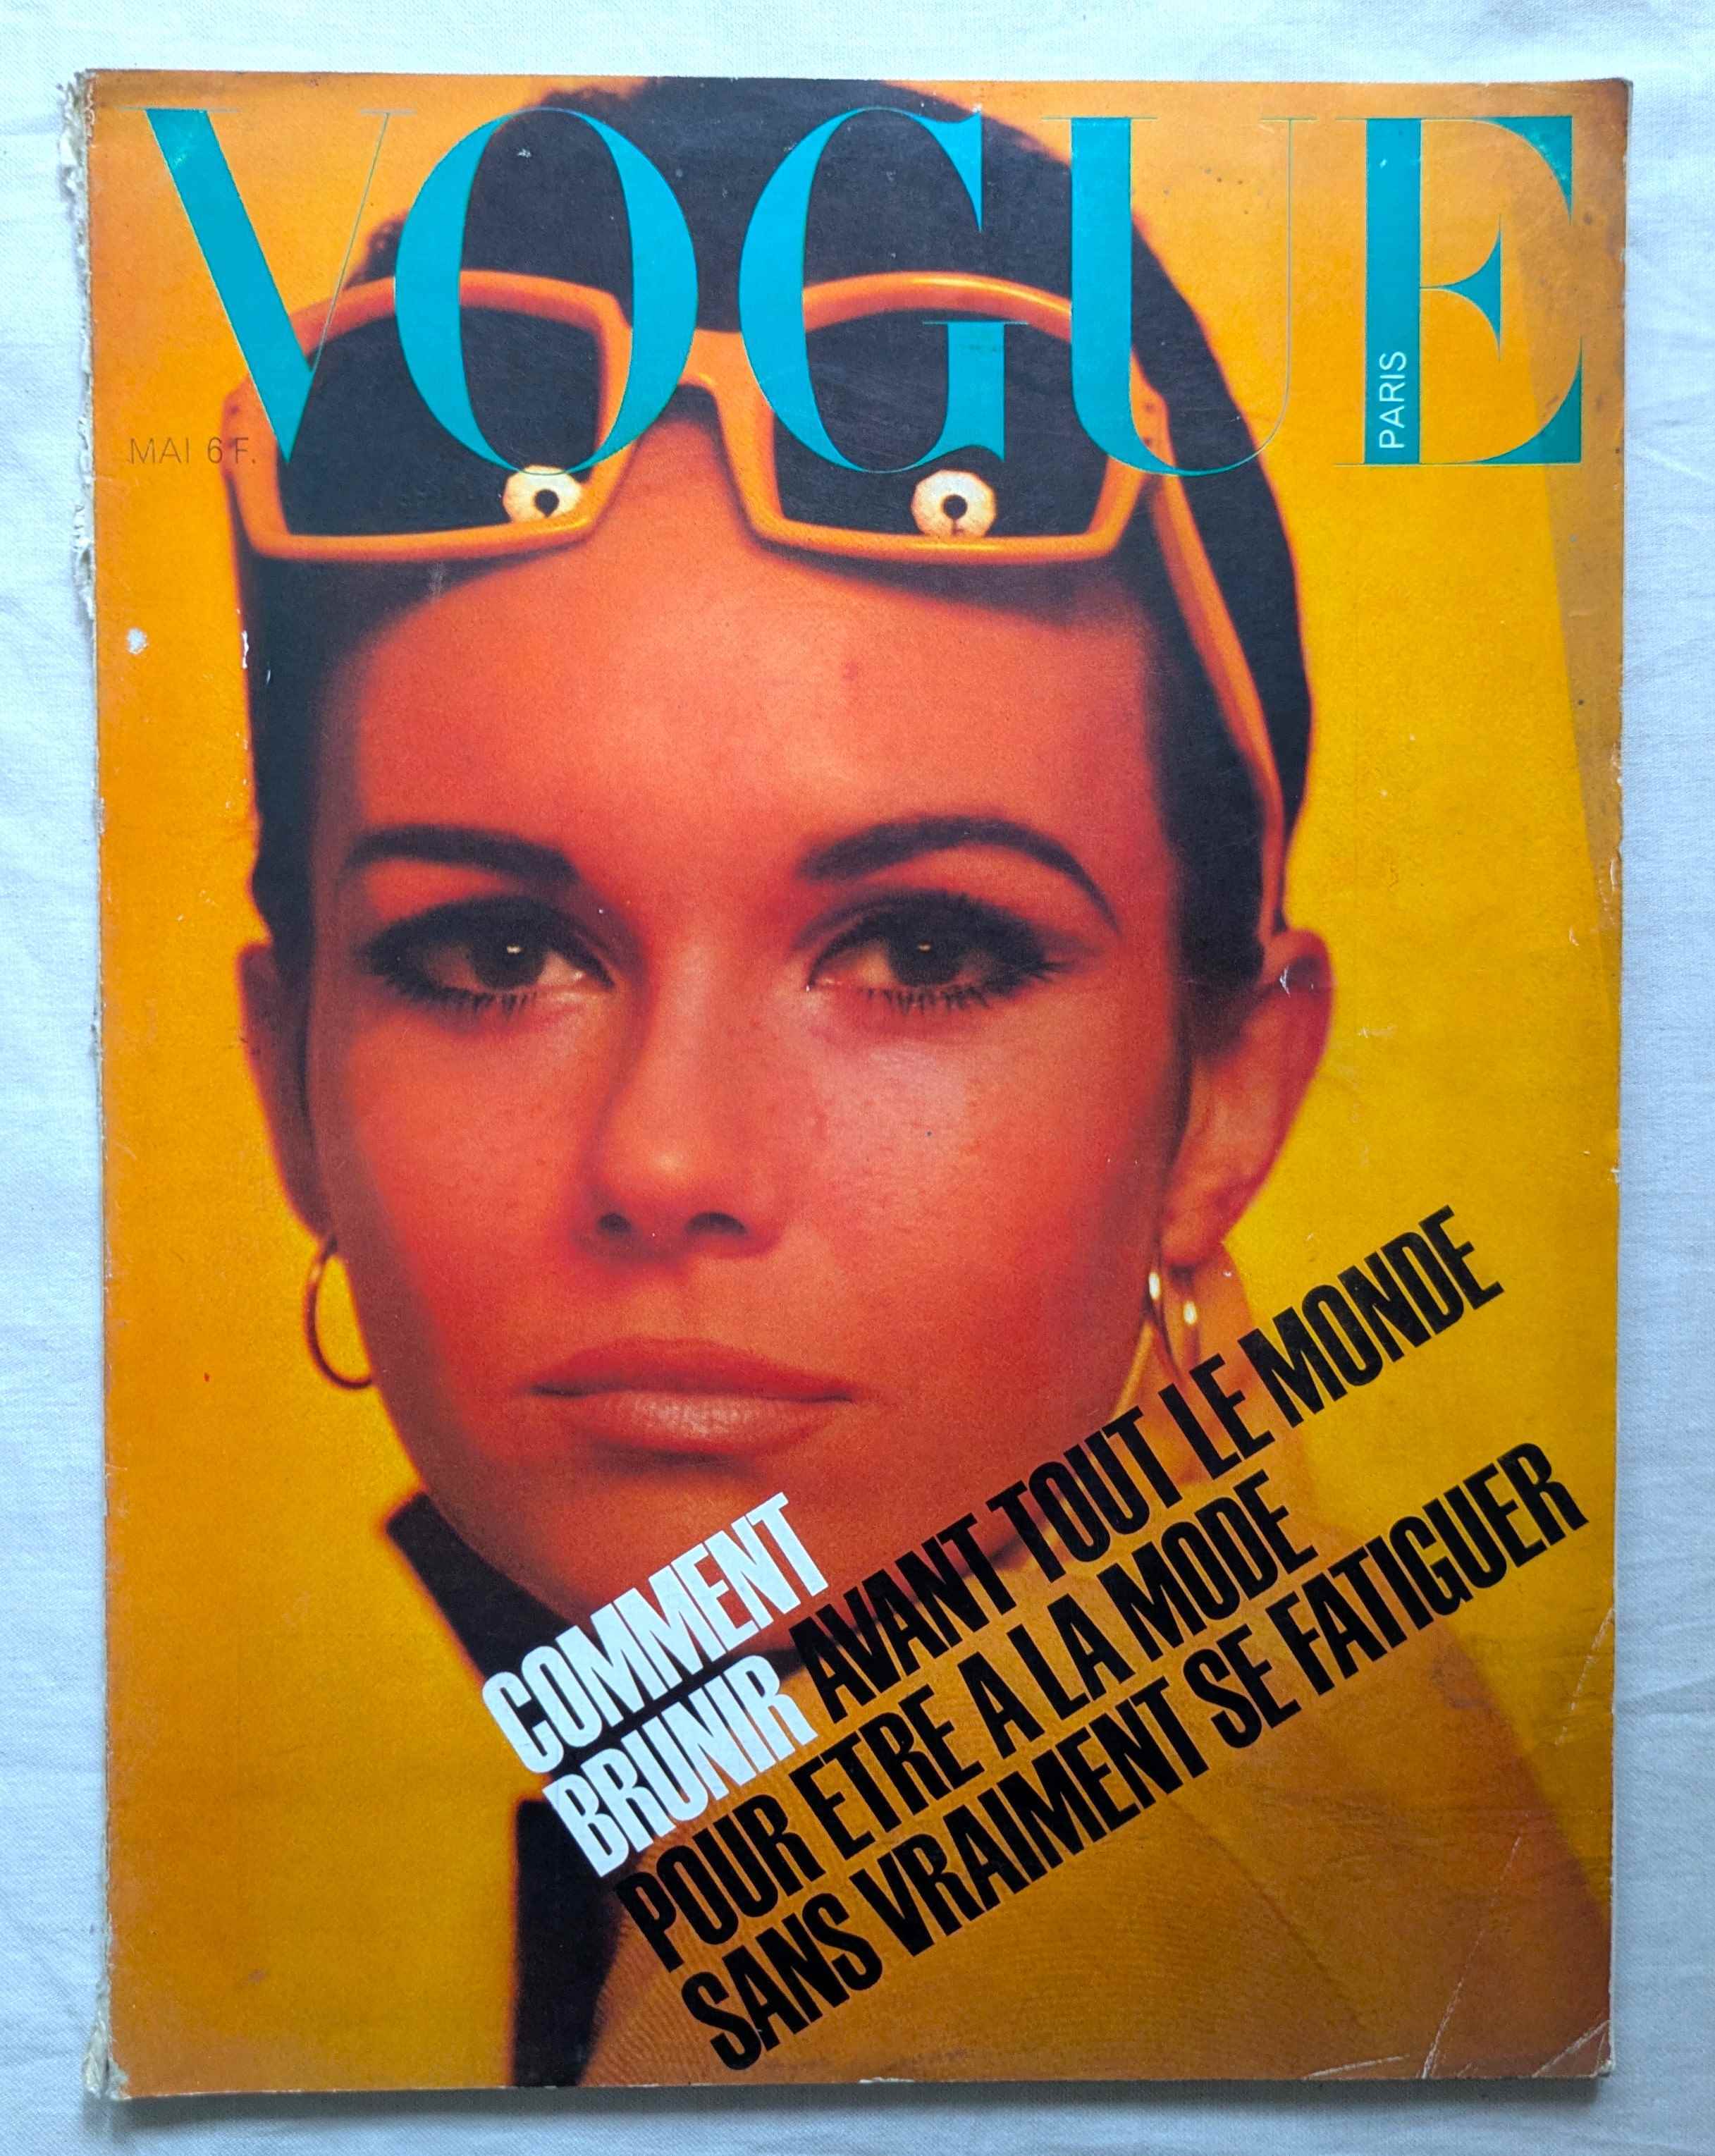 VOGUE
PARIS
MAI 6 F.
COMMENT
BRUNIR AVANT TOUT LE MONDE
POUR ETRE A LA MODE
SANS VRAIMENT SE FATIGUER